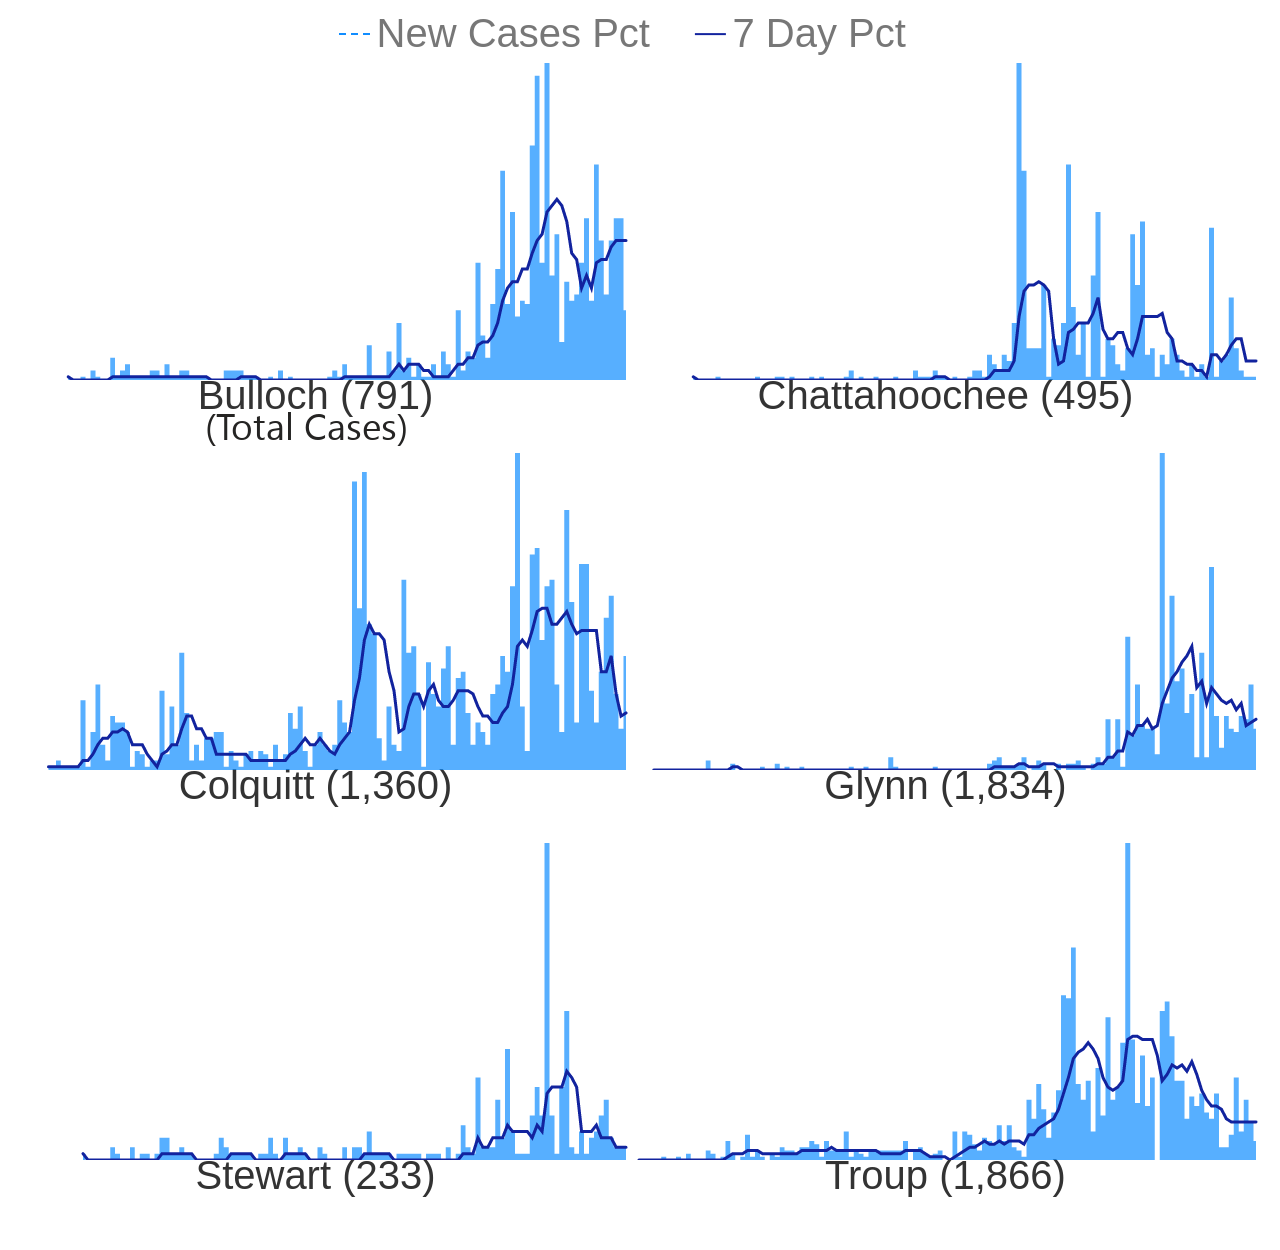 New Cases Pct 7 Day Pct
Bulloch (791) Chattahoochee (495)
(Total Cases)
Colquitt (1,360) Glynn (1,834)
Stewart (233) Troup (1,866)